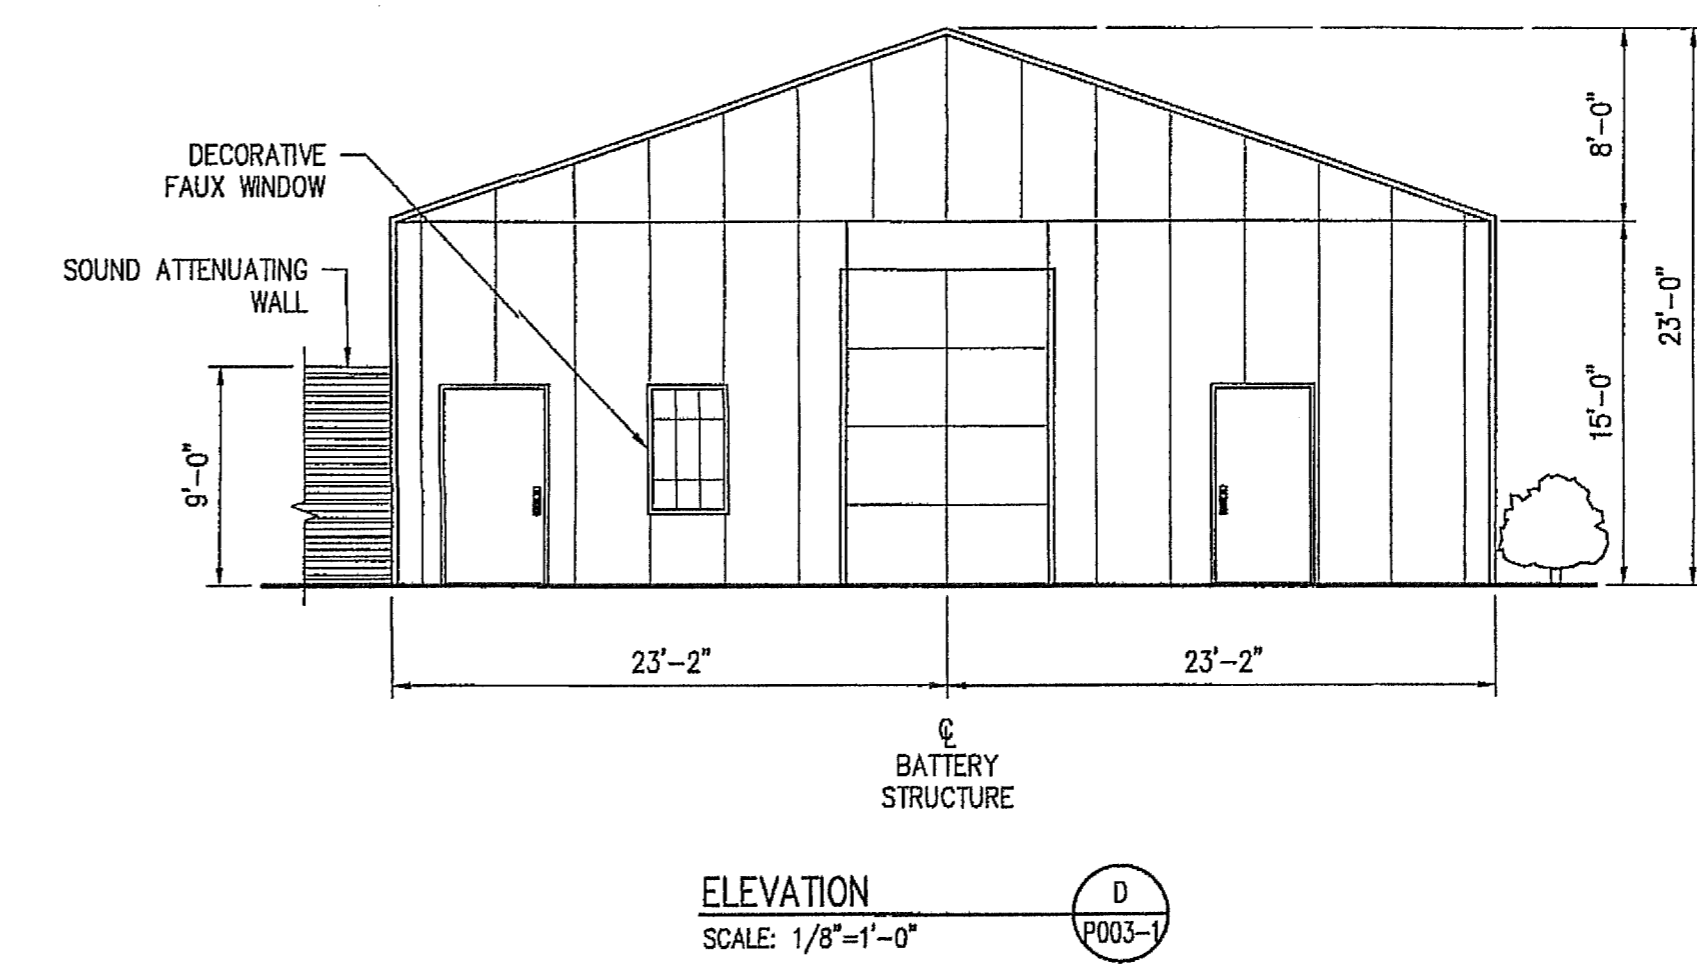 DECORATIVE
FAUX WINDOW
SOUND ATTENUATING
WALL
9'-0"
8'-0"
23'-0"
15'-0"
23'-2"
23'-2"
℄
BATTERY
STRUCTURE
ELEVATION
SCALE: 1/8"=1'-0"
D
P003-1